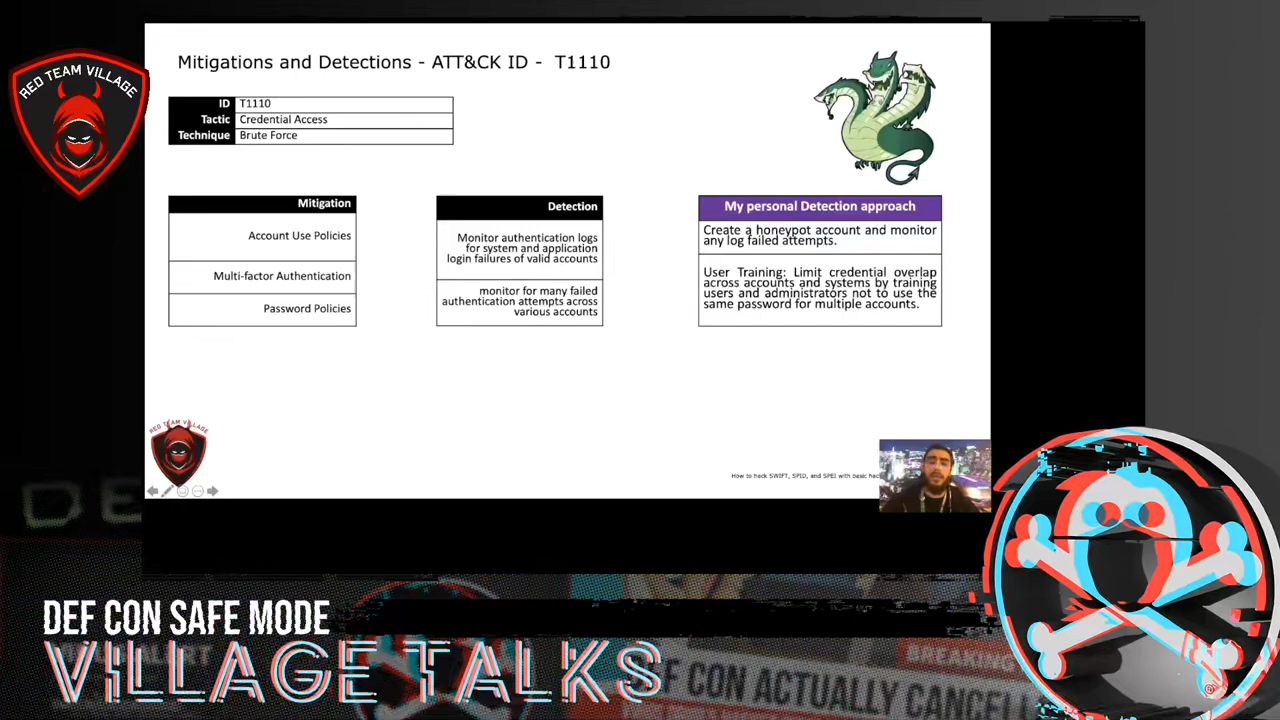 RED TEAM VILLAGE
Mitigations and Detections - ATT&CK ID - T1110
ID T1110
Tactic Credential Access
Technique Brute Force
Mitigation
Account Use Policies
Multi-factor Authentication
Password Policies
Detection
Monitor authentication logs
for system and application
login failures of valid accounts
monitor for many failed
authentication attempts across
various accounts
My personal Detection approach
Create a honeypot account and monitor
any log failed attempts.
User Training: Limit credential overlap
across accounts and systems by training
users and administrators not to use the
same password for multiple accounts.
RED TEAM VILLAGE
How to hack SWIFT, SPID, and SPEI with basic
DEF CON SAFE MODE
VILLAGE TALKS
BREAKING
DEF CON ACTUALLY